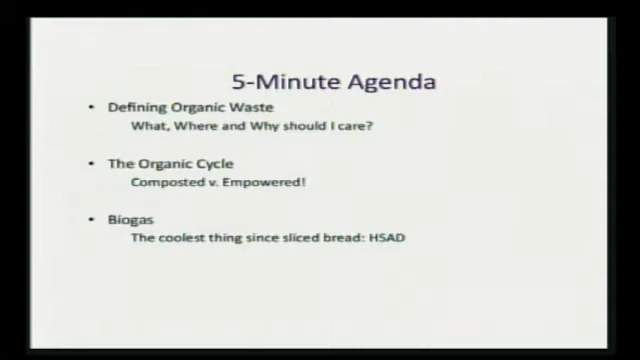 5-Minute Agenda
• Defining Organic Waste
What, Where and Why should I care?
• The Organic Cycle
Composted v. Empowered!
• Biogas
The coolest thing since sliced bread: HSAD